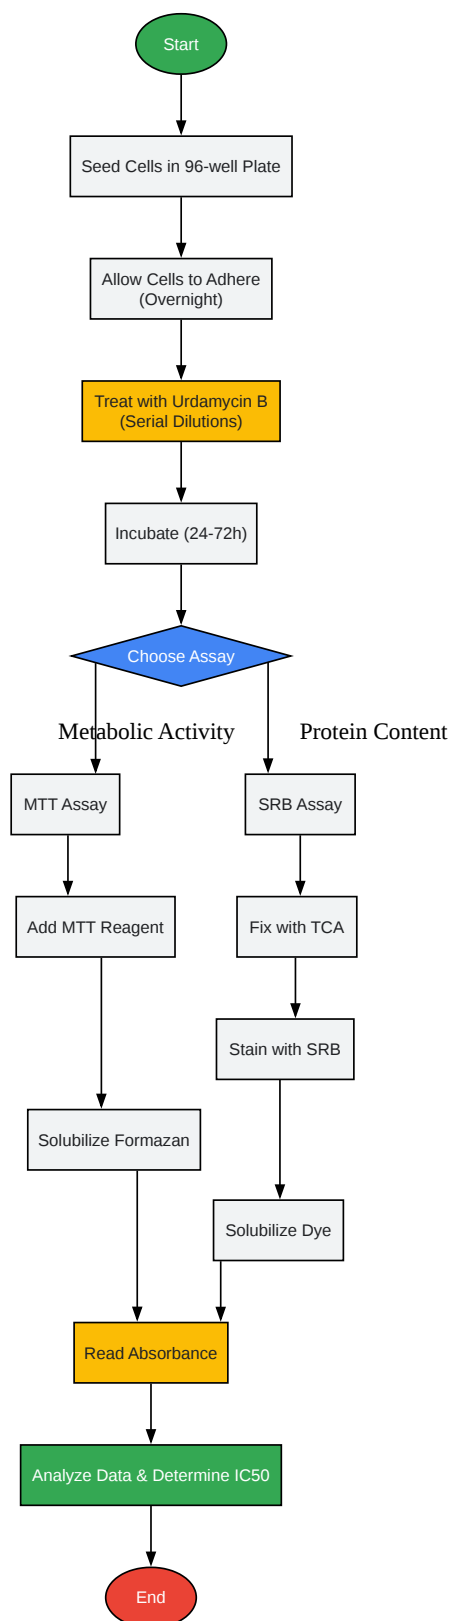 Start
Seed Cells in 96-well Plate
Allow Cells to Adhere
(Overnight)
Treat with Urdamycin B
(Serial Dilutions)
Incubate (24-72h)
Choose Assay
Metabolic Activity
Protein Content
MTT Assay
SRB Assay
Add MTT Reagent
Fix with TCA
Stain with SRB
Solubilize Formazan
Solubilize Dye
Read Absorbance
Analyze Data & Determine IC50
End